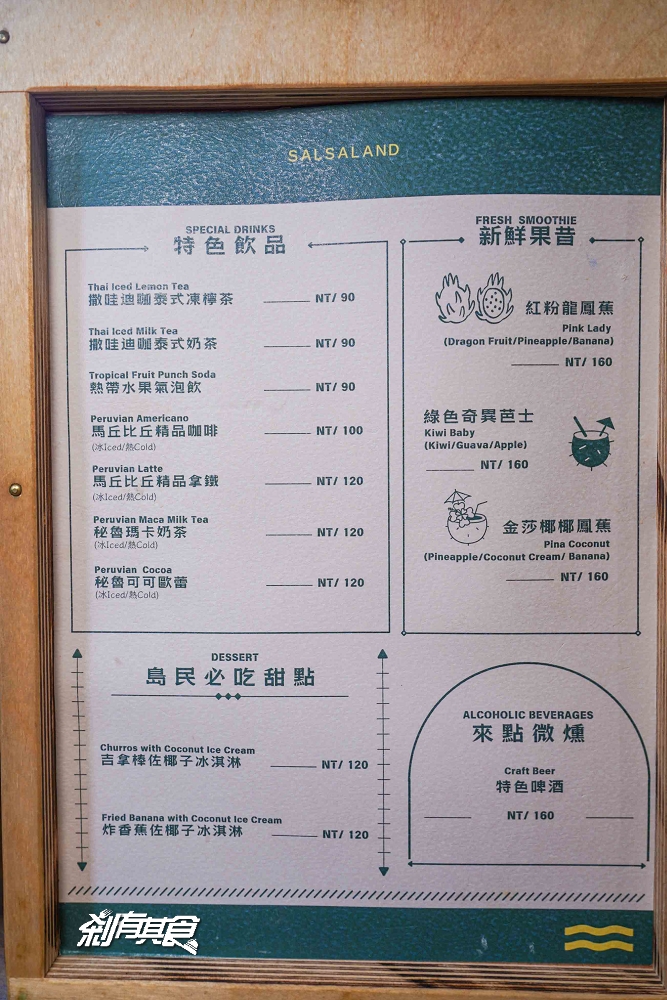 SALSALAND
SPECIAL DRINKS
特色飲品
Thai Iced Lemon Tea
撒哇迪咖泰式凍檸茶 NT/ 90
Thai Iced Milk Tea
撒哇迪咖泰式奶茶 NT/ 90
Tropical Fruit Punch Soda
熱帶水果氣泡飲 NT/ 90
Peruvian Americano
馬丘比丘精品咖啡 NT/ 100
(冰Iced/熱Cold)
Peruvian Latte
馬丘比丘精品拿鐵 NT/ 120
(冰Iced/熱Cold)
Peruvian Maca Milk Tea
秘魯瑪卡奶茶 NT/ 120
(冰Iced/熱Cold)
Peruvian Cocoa
秘魯可可歐蕾 NT/ 120
(冰Iced/熱Cold)
FRESH SMOOTHIE
新鮮果昔
紅粉龍鳳蕉
Pink Lady
(Dragon Fruit/Pineapple/Banana)
NT/ 160
綠色奇異芭士
Kiwi Baby
(Kiwi/Guava/Apple)
NT/ 160
金莎椰椰鳳蕉
Pina Coconut
(Pineapple/Coconut Cream/ Banana)
NT/ 160
DESSERT
島民必吃甜點
Churros with Coconut Ice Cream
吉拿棒佐椰子冰淇淋 NT/ 120
Fried Banana with Coconut Ice Cream
炸香蕉佐椰子冰淇淋 NT/ 120
ALCOHOLIC BEVERAGES
來點微燻
Craft Beer
特色啤酒
NT/ 160
剎有其食